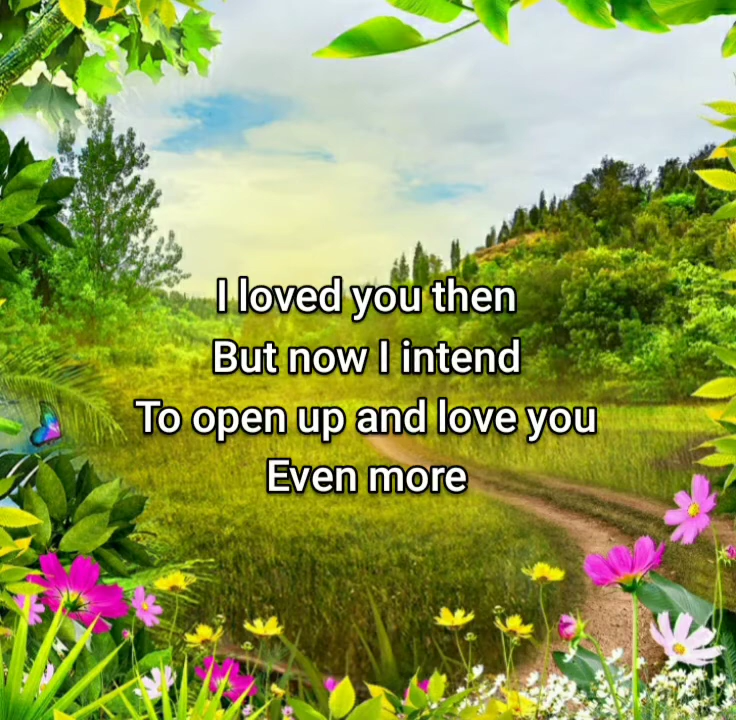 I loved you then
But now I intend
To open up and love you
Even more